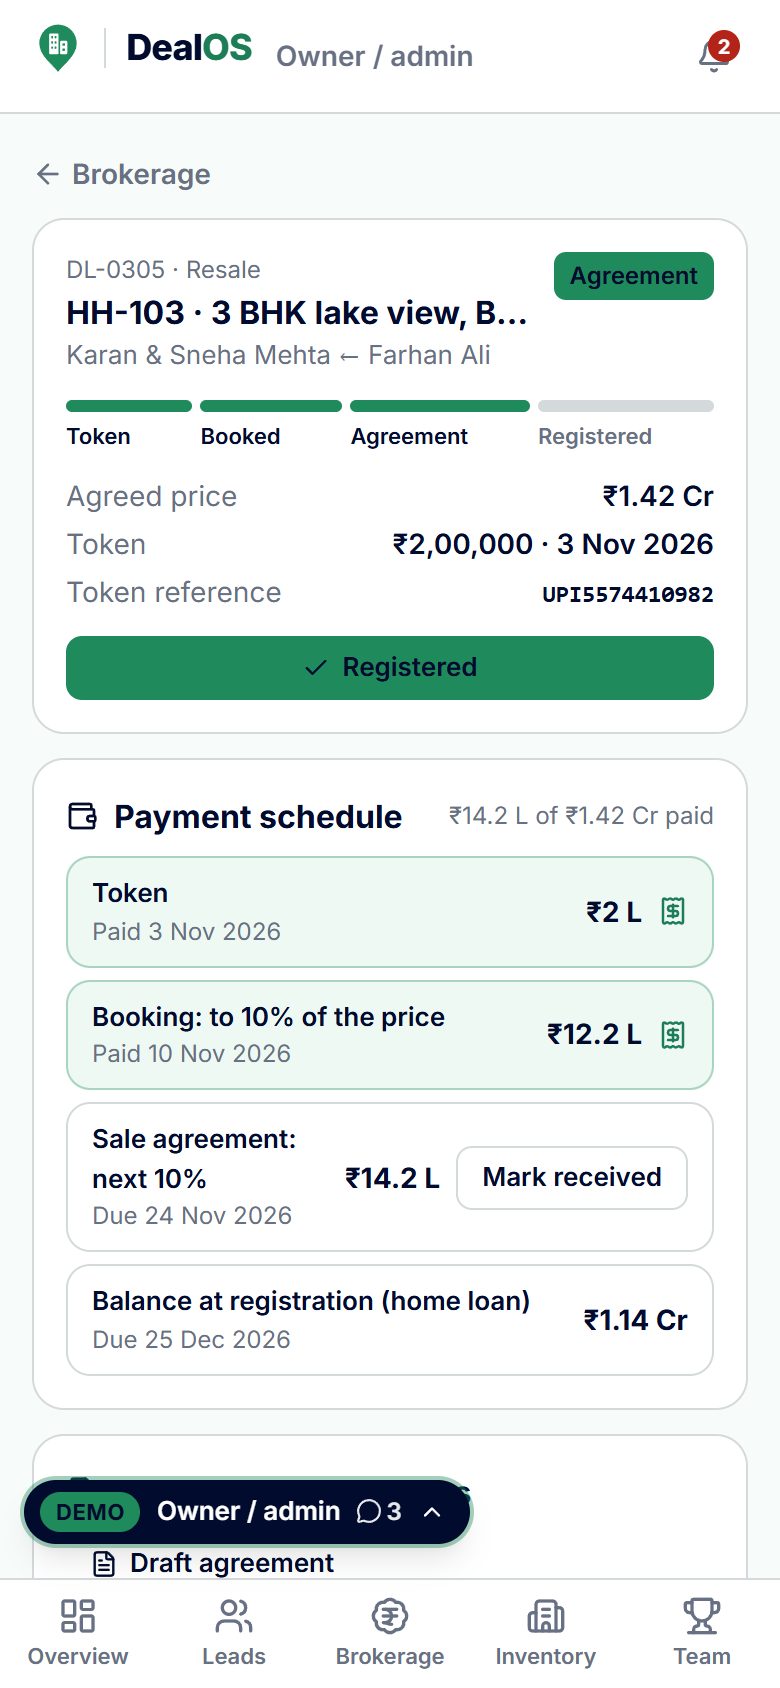 DealOS
Owner / admin
2
Brokerage
DL-0305 · Resale
Agreement
HH-103 · 3 BHK lake view, B...
Karan & Sneha Mehta ← Farhan Ali
Token
Booked
Agreement
Registered
Agreed price
₹1.42 Cr
Token
₹2,00,000 · 3 Nov 2026
Token reference
UPI5574410982
Registered
Payment schedule
₹14.2 L of ₹1.42 Cr paid
Token
Paid 3 Nov 2026
₹2 L
Booking: to 10% of the price
Paid 10 Nov 2026
₹12.2 L
Sale agreement:
next 10%
Due 24 Nov 2026
₹14.2 L
Mark received
Balance at registration (home loan)
Due 25 Dec 2026
₹1.14 Cr
DEMO
Owner / admin
3
Draft agreement
Overview
Leads
Brokerage
Inventory
Team